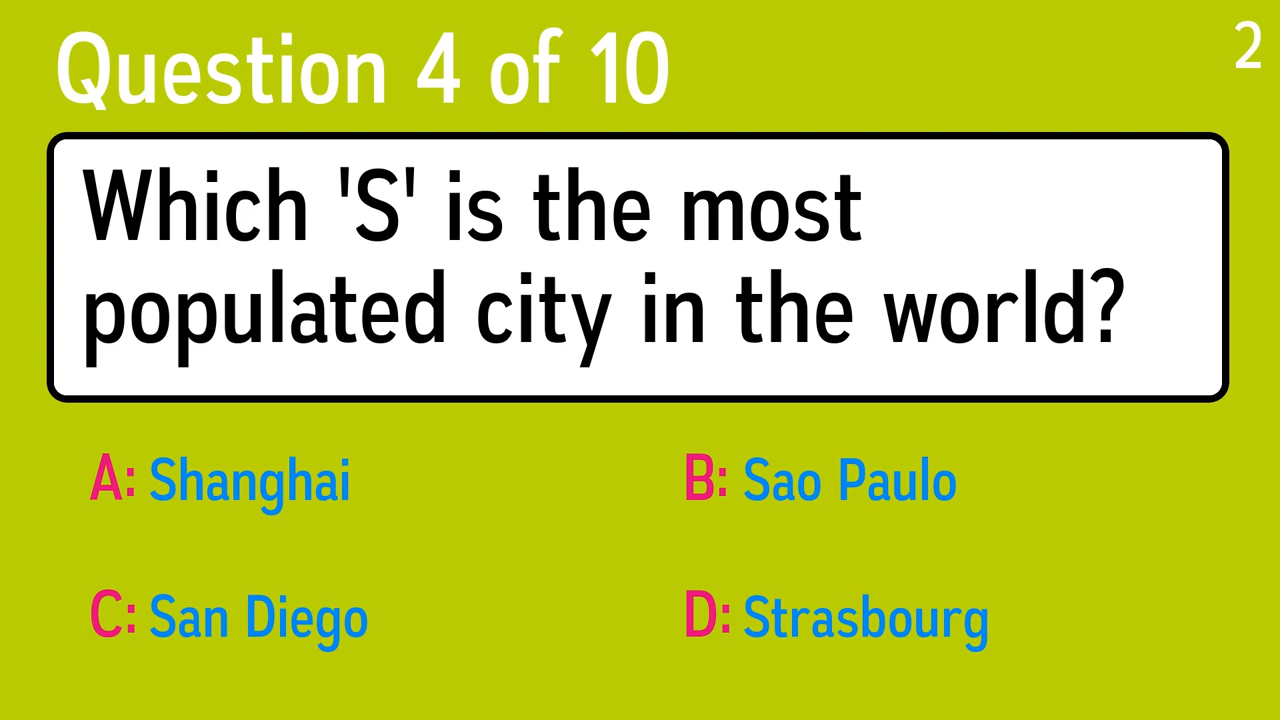 Question 4 of 10
2
Which 'S' is the most
populated city in the world?
A: Shanghai
B: Sao Paulo
C: San Diego
D: Strasbourg